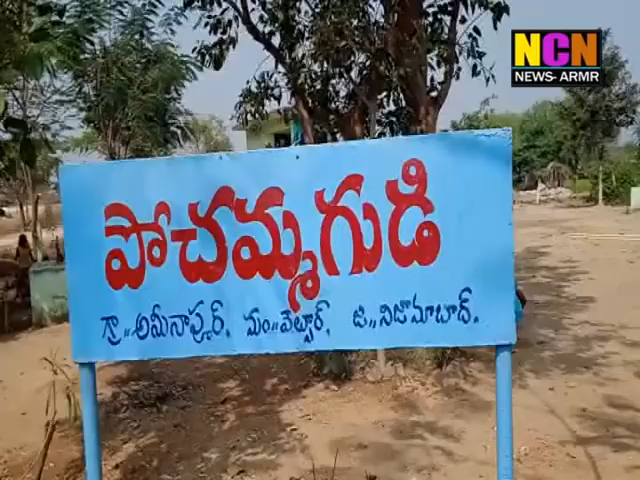 NCN
NEWS- ARMR
పోచమ్మగుడి
గ్రా,, అమీనాపూర్, మం,, వేల్పూర్, జి,, నిజామాబాద్.